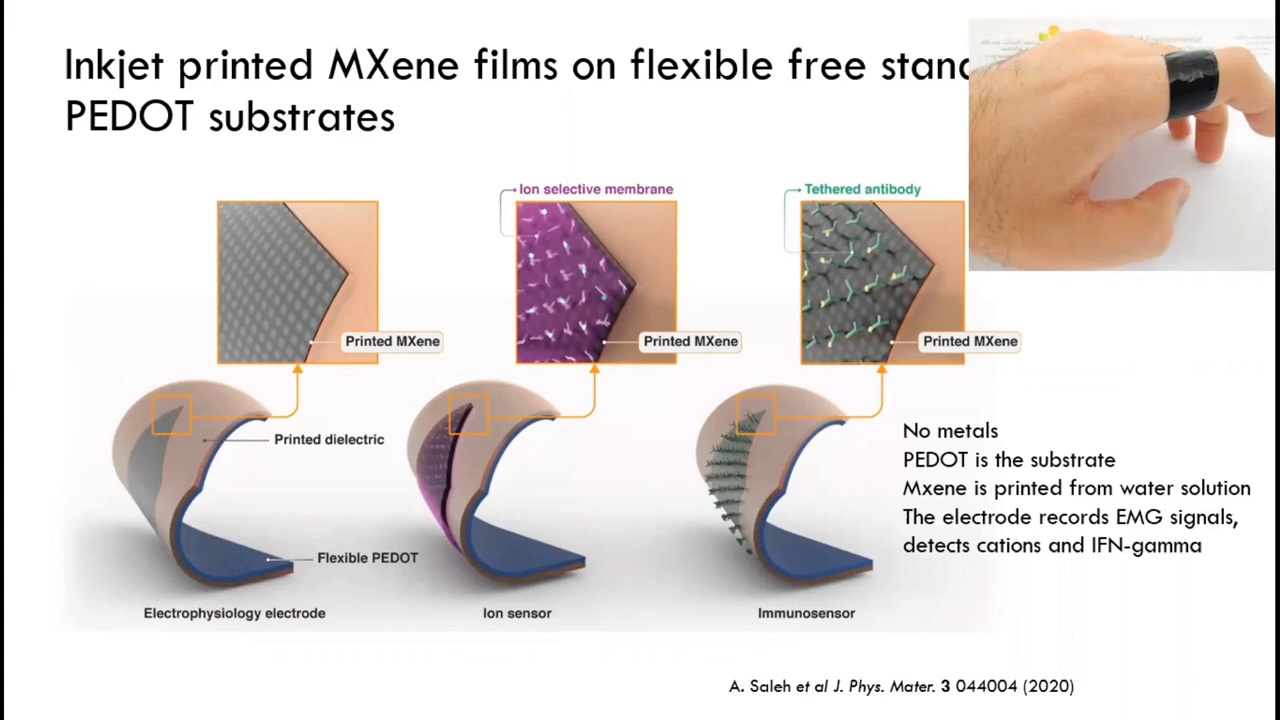 Inkjet printed MXene films on flexible free stand
PEDOT substrates
Ion selective membrane
Tethered antibody
Printed MXene
Printed MXene
Printed MXene
Printed dielectric
Flexible PEDOT
Electrophysiology electrode
Ion sensor
Immunosensor
No metals
PEDOT is the substrate
Mxene is printed from water solution
The electrode records EMG signals,
detects cations and IFN-gamma
A. Saleh et al J. Phys. Mater. 3 044004 (2020)